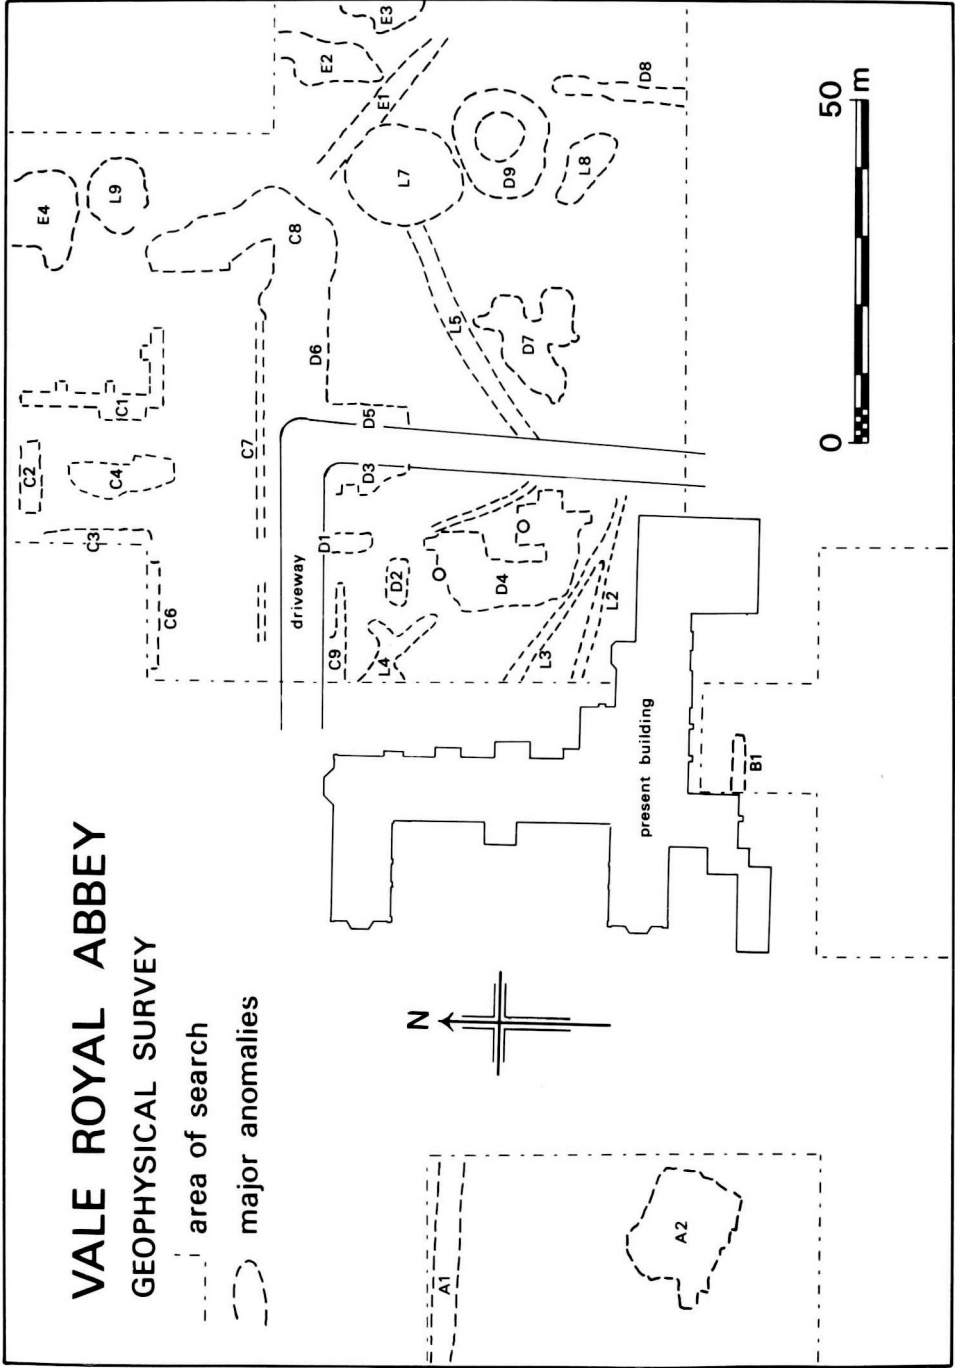 VALE ROYAL ABBEY
GEOPHYSICAL SURVEY
area of search
major anomalies
N
A1
A2
present building
driveway
B1
C6
C3
C2
C4
C1
C7
E4
L9
C8
C9
D1
D3
D5
D6
L4
D2
D4
L3
L2
L5
D7
L7
E1
E2
E3
D9
L8
D8
0
50
m